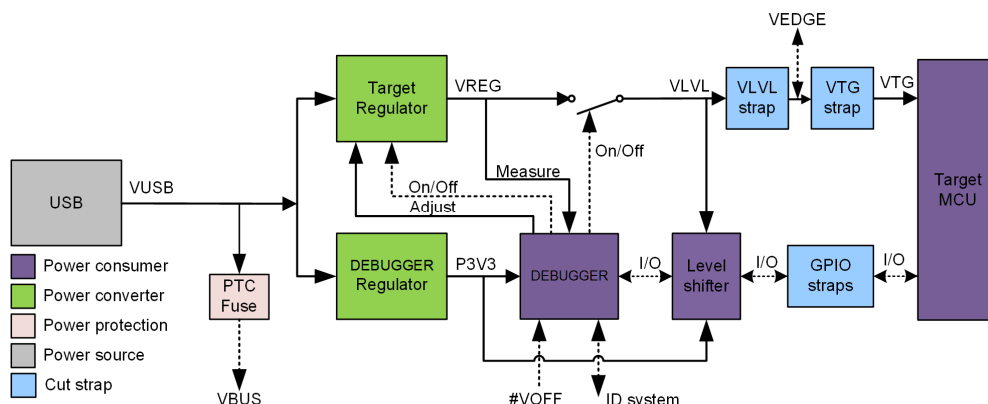 VEDGE
Target
Regulator
VREG
VLVL
VLVL
strap
VTG
strap
VTG
On/Off
Measure
USB
VUSB
On/Off
Adjust
Target
MCU
DEBUGGER
Regulator
P3V3
DEBUGGER
I/O
Level
shifter
I/O
GPIO
straps
I/O
Power consumer
Power converter
Power protection
Power source
Cut strap
PTC
Fuse
VBUS
#VOFF
ID system